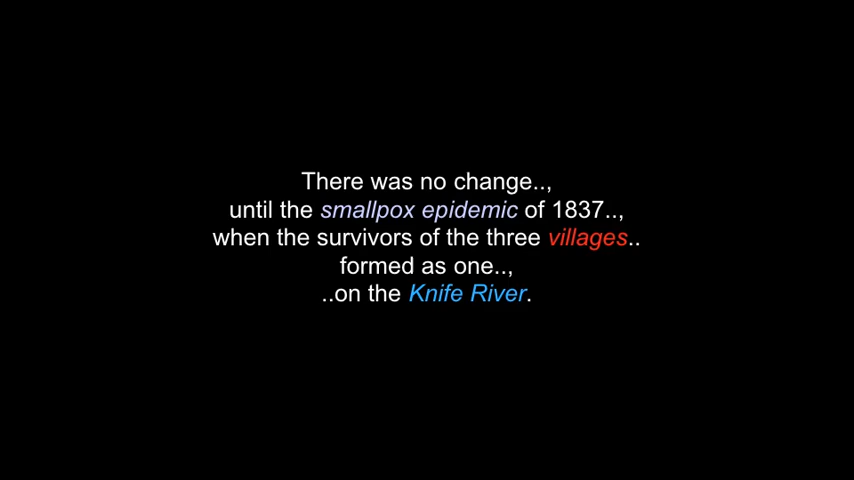 There was no change..,
until the smallpox epidemic of 1837..,
when the survivors of the three villages..
formed as one..,
..on the Knife River.